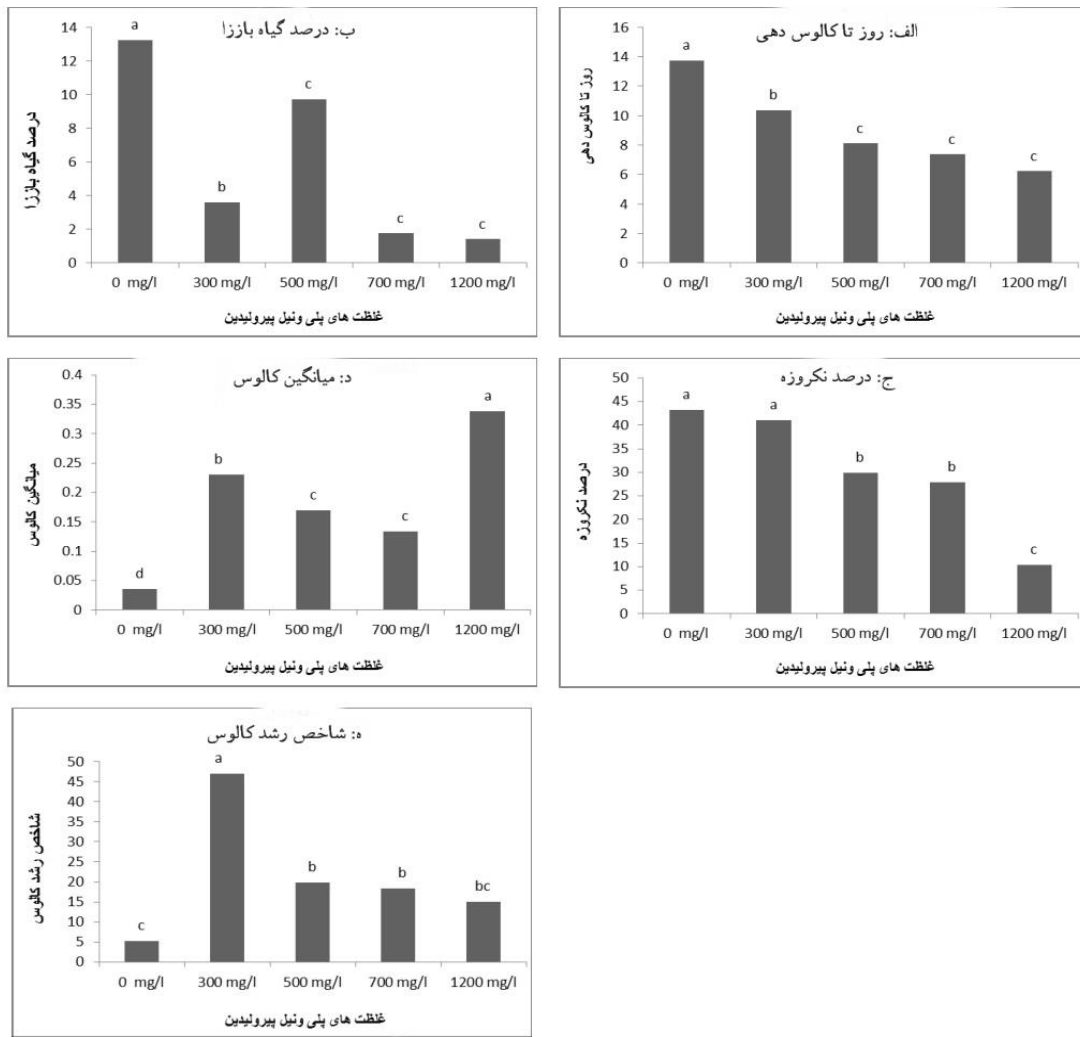 الف: روز تا کالوس دهی
روز تا کالوس دهی
16
14
12
10
8
6
4
2
0
a
b
c
c
c
0 mg/l 300 mg/l 500 mg/l 700 mg/l 1200 mg/l
غلظت های پلی ونیل پیرولیدین
ب: درصد گیاه باززا
درصد گیاه باززا
14
12
10
8
6
4
2
0
a
b
c
c
c
0 mg/l 300 mg/l 500 mg/l 700 mg/l 1200 mg/l
غلظت های پلی ونیل پیرولیدین
ج: درصد نکروزه
درصد نکروزه
50
45
40
35
30
25
20
15
10
5
0
a
a
b
b
c
0 mg/l 300 mg/l 500 mg/l 700 mg/l 1200 mg/l
غلظت های پلی ونیل پیرولیدین
د: میانگین کالوس
میانگین کالوس
0.4
0.35
0.3
0.25
0.2
0.15
0.1
0.05
0
d
b
c
c
a
0 mg/l 300 mg/l 500 mg/l 700 mg/l 1200 mg/l
غلظت های پلی ونیل پیرولیدین
ه: شاخص رشد کالوس
شاخص رشد کالوس
50
45
40
35
30
25
20
15
10
5
0
c
a
b
b
bc
0 mg/l 300 mg/l 500 mg/l 700 mg/l 1200 mg/l
غلظت های پلی ونیل پیرولیدین